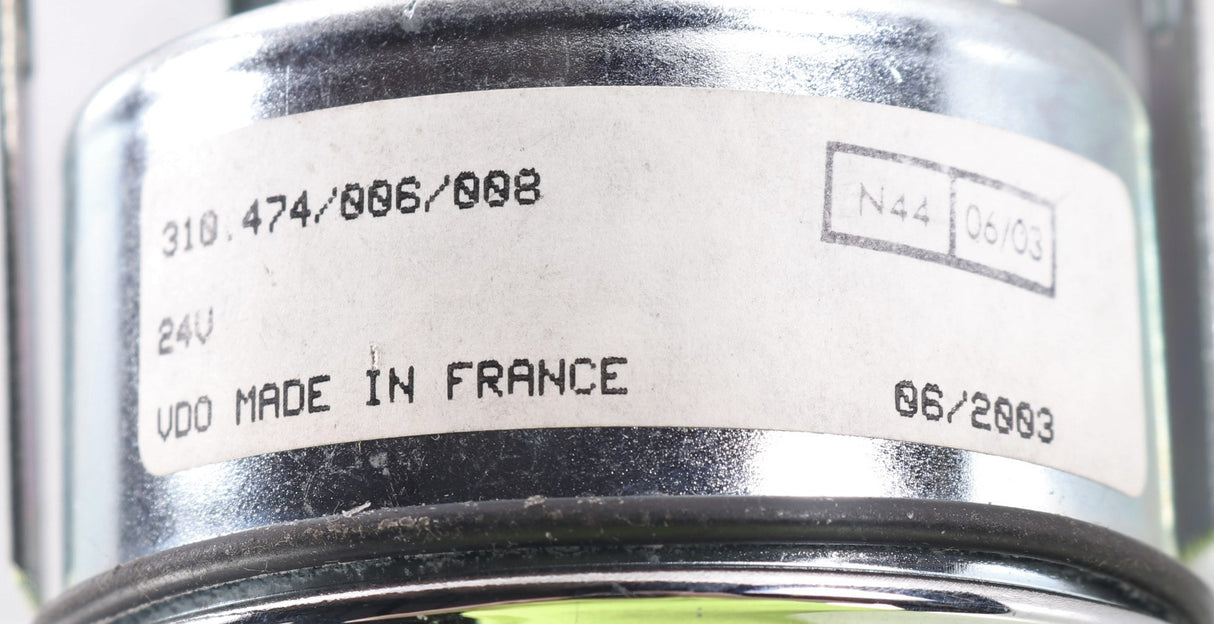 310.474/006/008
N44 06/03
24V
VDO MADE IN FRANCE
06/2003